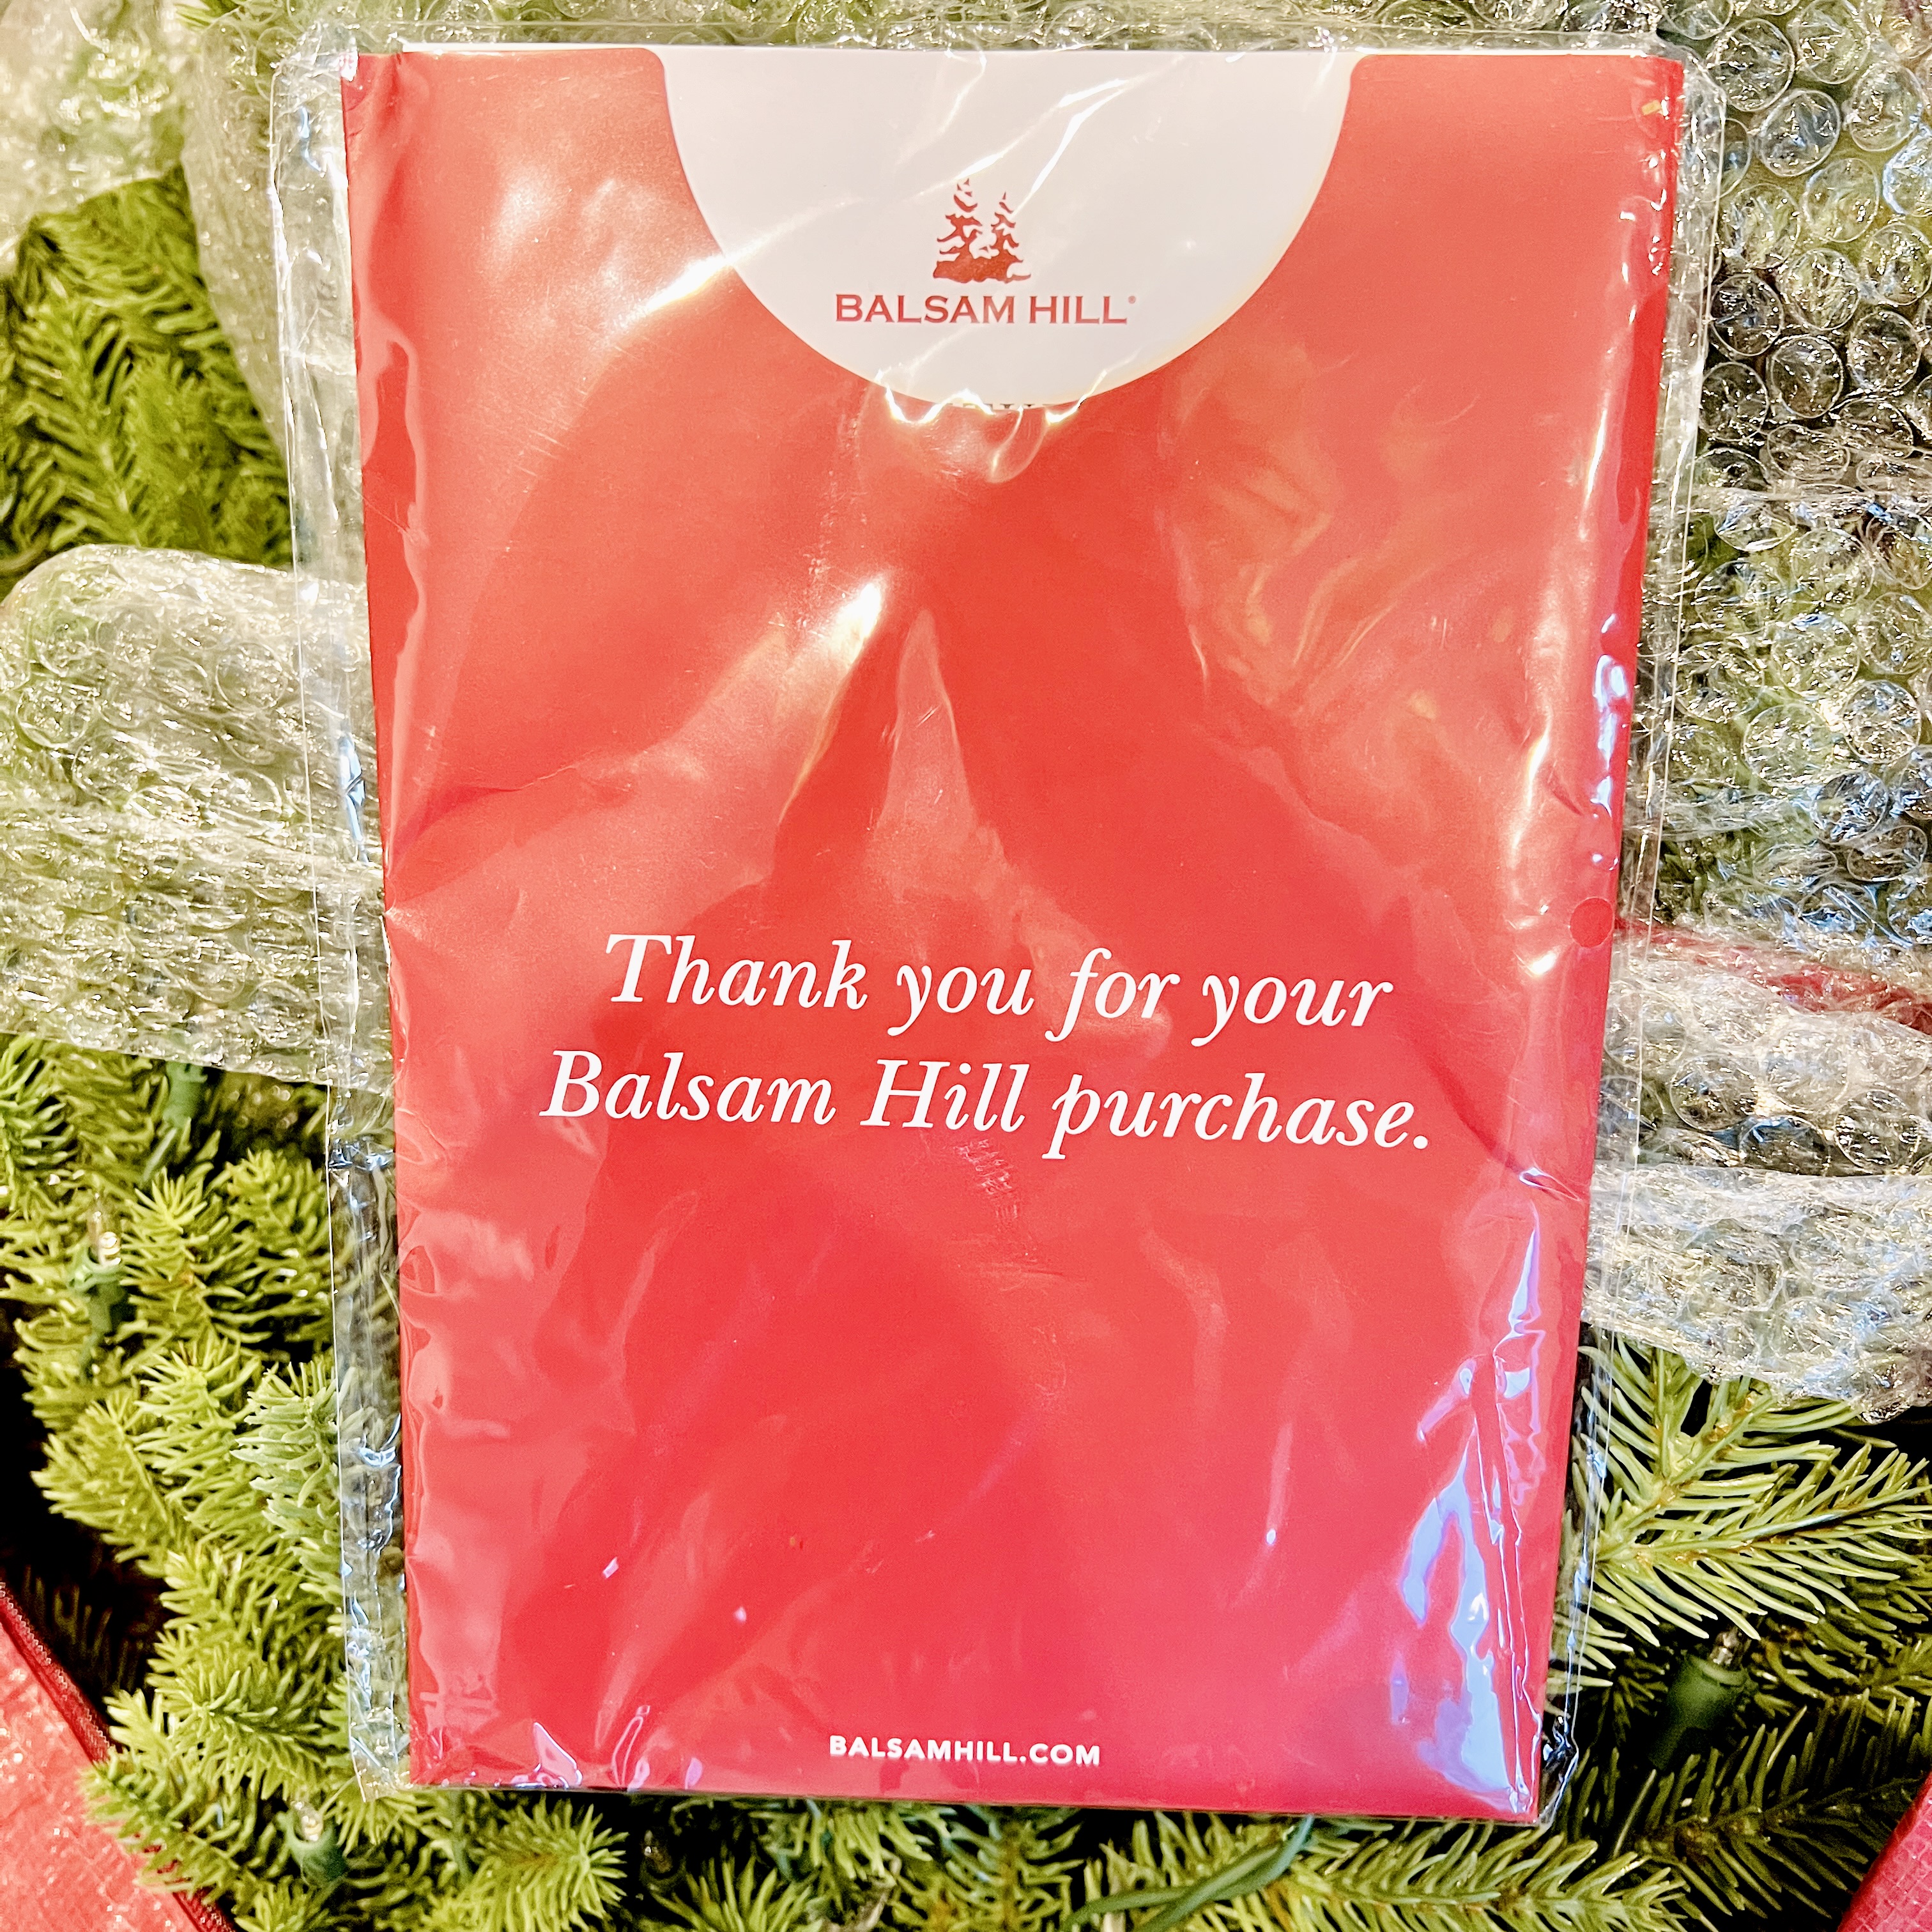 BALSAM HILL®
Thank you for your
Balsam Hill purchase.
BALSAMHILL.COM